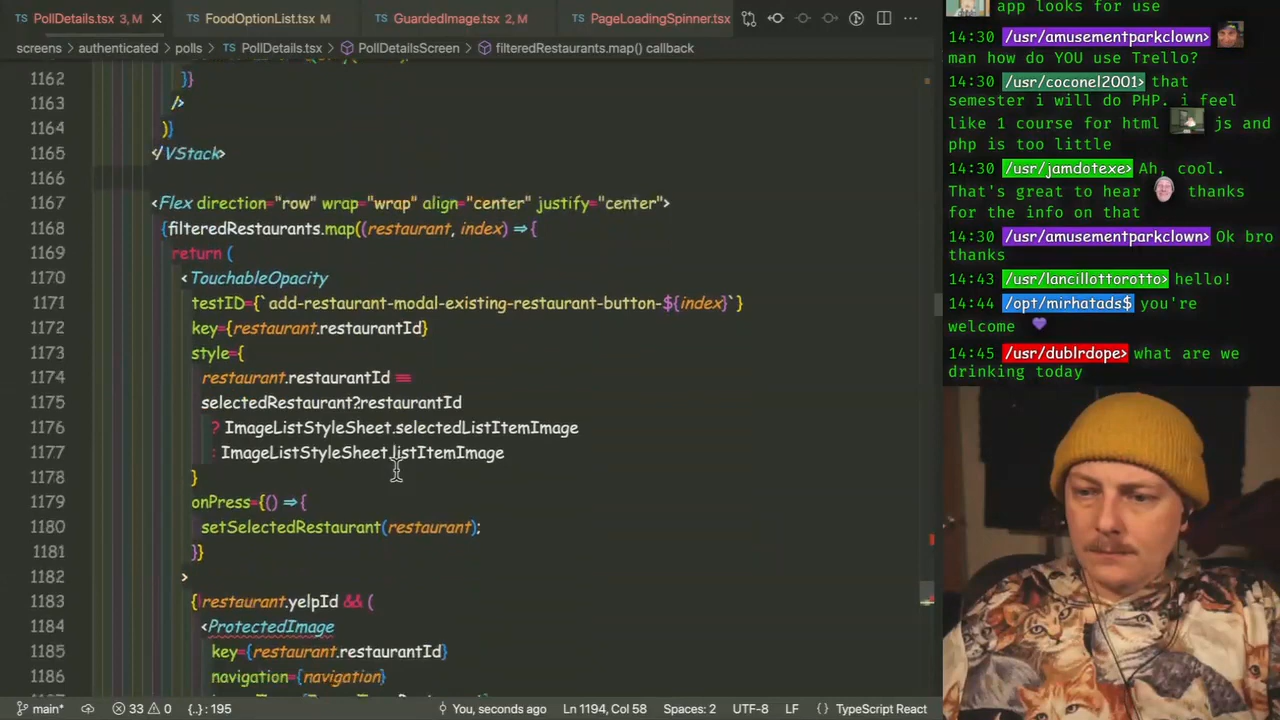 PollDetails.tsx 3, M
FoodOptionList.tsx M
GuardedImage.tsx 2, M
PageLoadingSpinner.tsx
screens > authenticated > polls > PollDetails.tsx > PollDetailsScreen > filteredRestaurants.map() callback
1162 }}
1163 />
1164 )}
1165 </VStack>
1166
1167 <Flex direction="row" wrap="wrap" align="center" justify="center">
1168 {filteredRestaurants.map((restaurant, index) => {
1169 return (
1170 <TouchableOpacity
1171 testID={`add-restaurant-modal-existing-restaurant-button-${index}`}
1172 key={restaurant.restaurantId}
1173 style={
1174 restaurant.restaurantId ===
1175 selectedRestaurant?.restaurantId
1176 ? ImageListStyleSheet.selectedListItemImage
1177 : ImageListStyleSheet.listItemImage
1178 }
1179 onPress={() => {
1180 setSelectedRestaurant(restaurant);
1181 }}
1182 >
1183 {!restaurant.yelpId && (
1184 <ProtectedImage
1185 key={restaurant.restaurantId}
1186 navigation={navigation}
main* 33 0 {..} : 195 You, seconds ago Ln 1194, Col 58 Spaces: 2 UTF-8 LF {} TypeScript React
app looks for use
14:30 /usr/amusementparkclown>
man how do YOU use Trello?
14:30 /usr/coconel2001> that
semester i will do PHP. i feel
like 1 course for html js and
php is too little
14:30 /usr/jamdotexe> Ah, cool.
That's great to hear thanks
for the info on that
14:30 /usr/amusementparkclown> Ok bro
thanks
14:43 /usr/lancillottorotto> hello!
14:44 /opt/mirhatads$ you're
welcome
14:45 /usr/dublrdope> what are we
drinking today